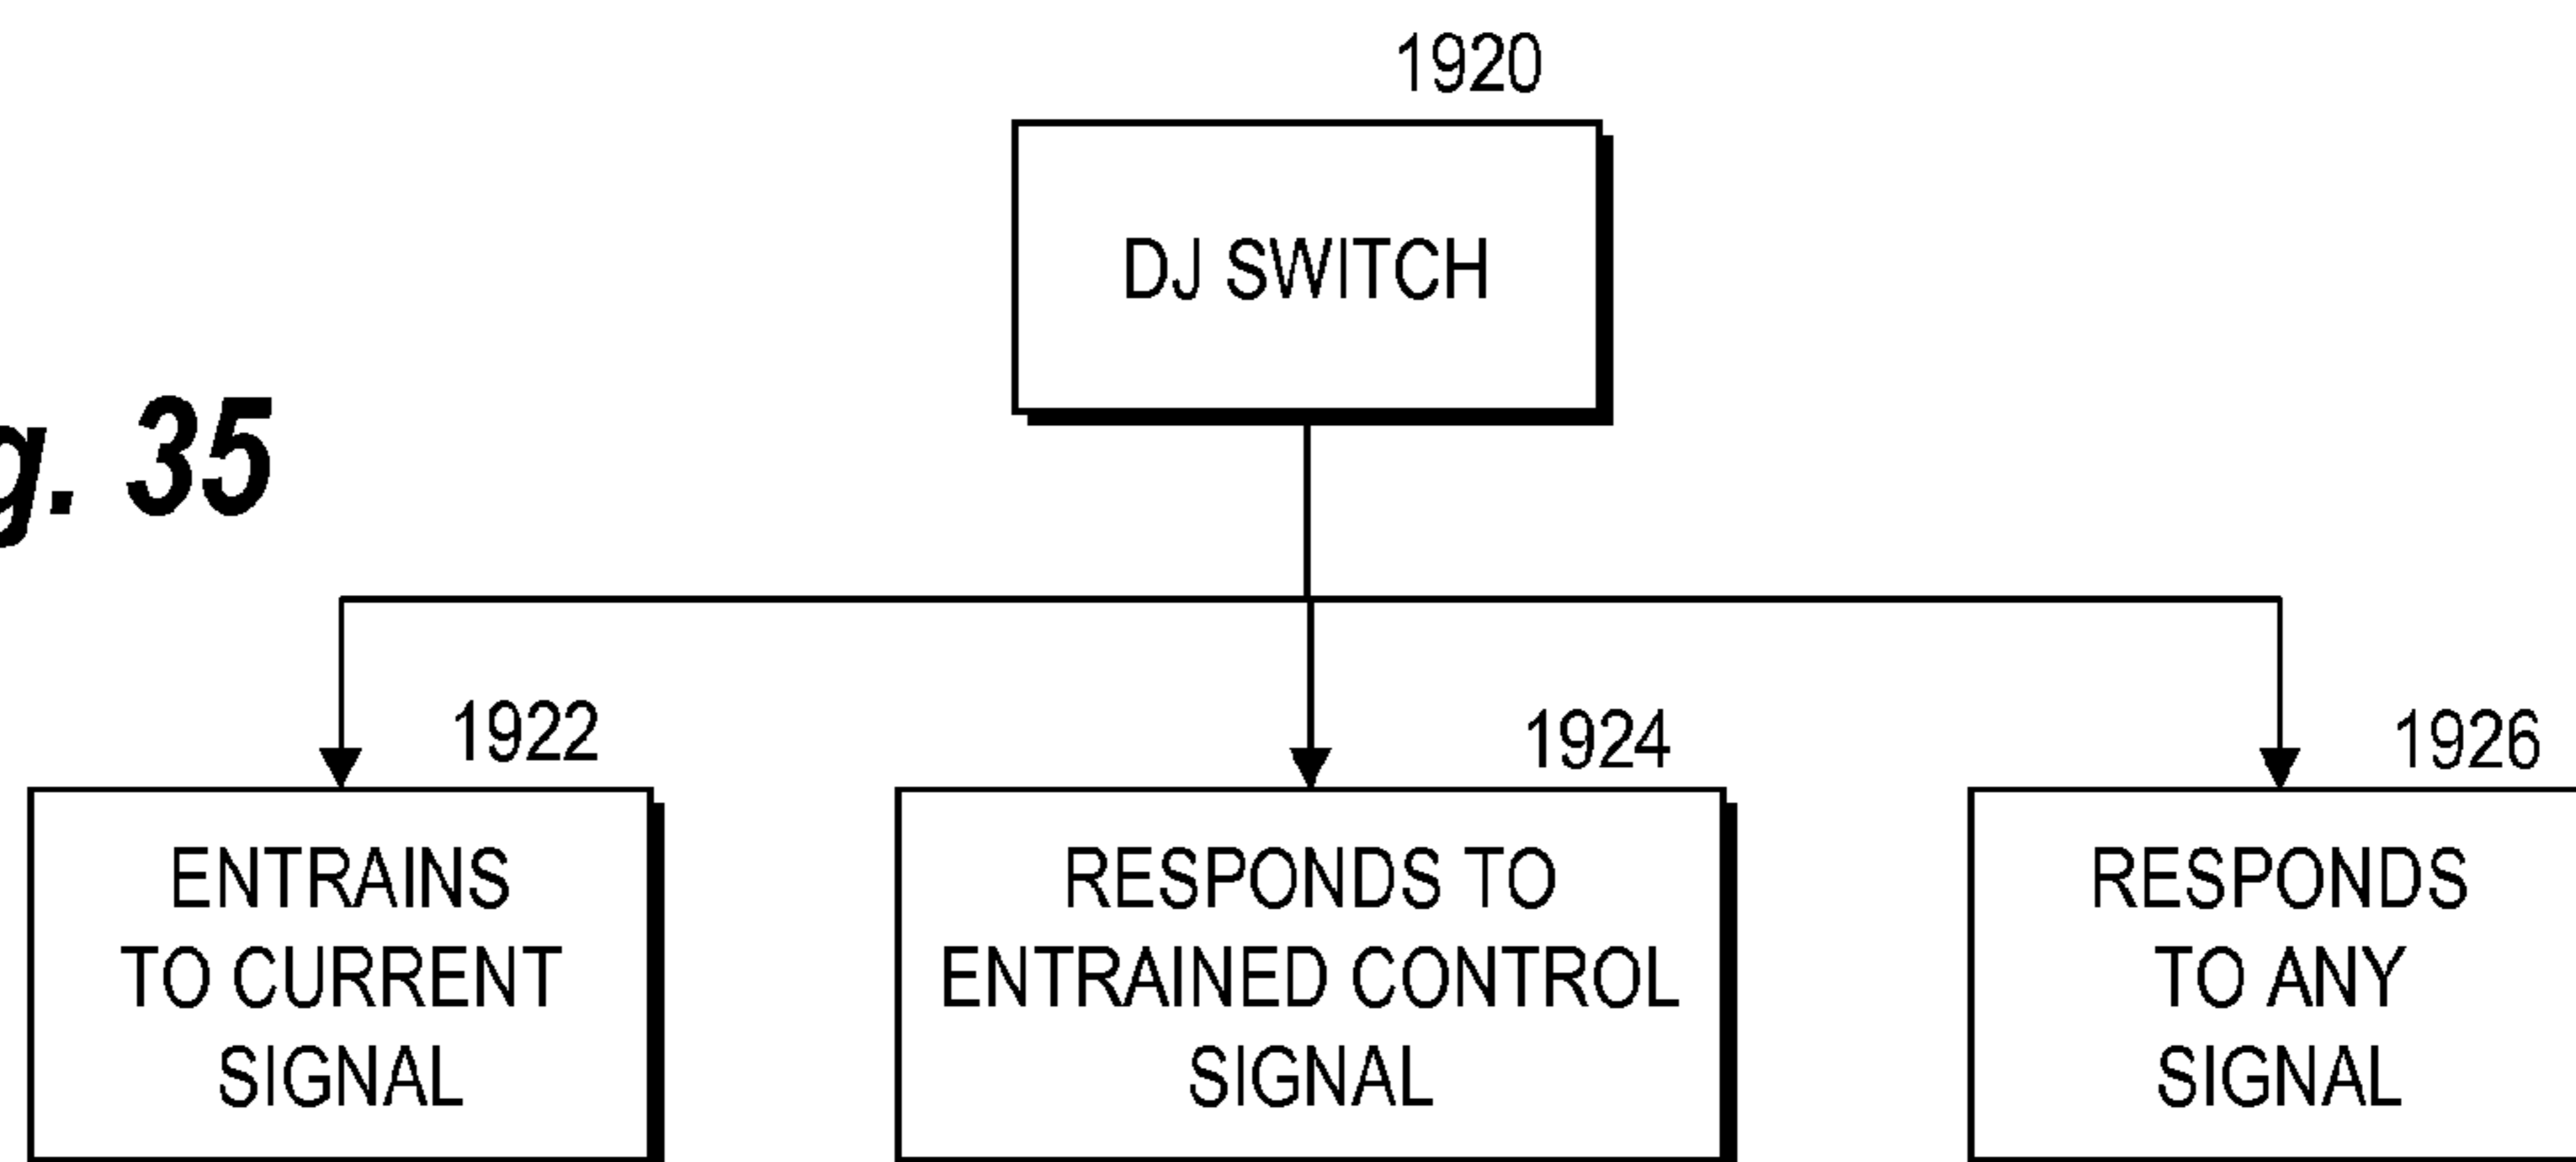 1920
DJ SWITCH
g. 35
1922
1924
1926
ENTRAINS
TO CURRENT
SIGNAL
RESPONDS TO
ENTRAINED CONTROL
SIGNAL
RESPONDS
TO ANY
SIGNAL